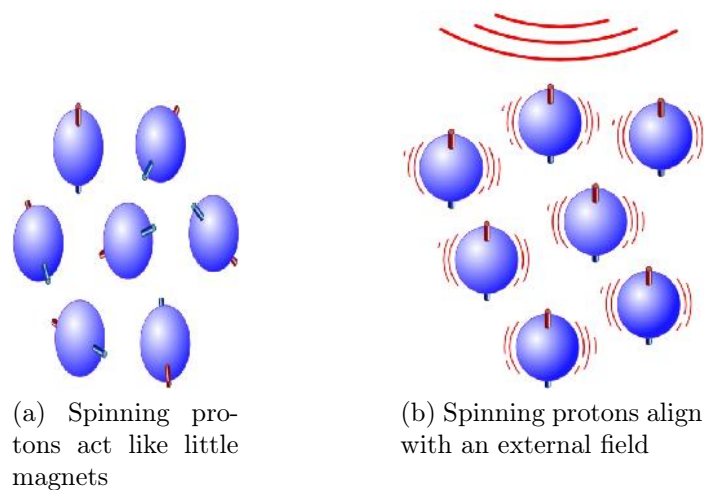 (a) Spinning pro-
tons act like little
magnets
(b) Spinning protons align
with an external field